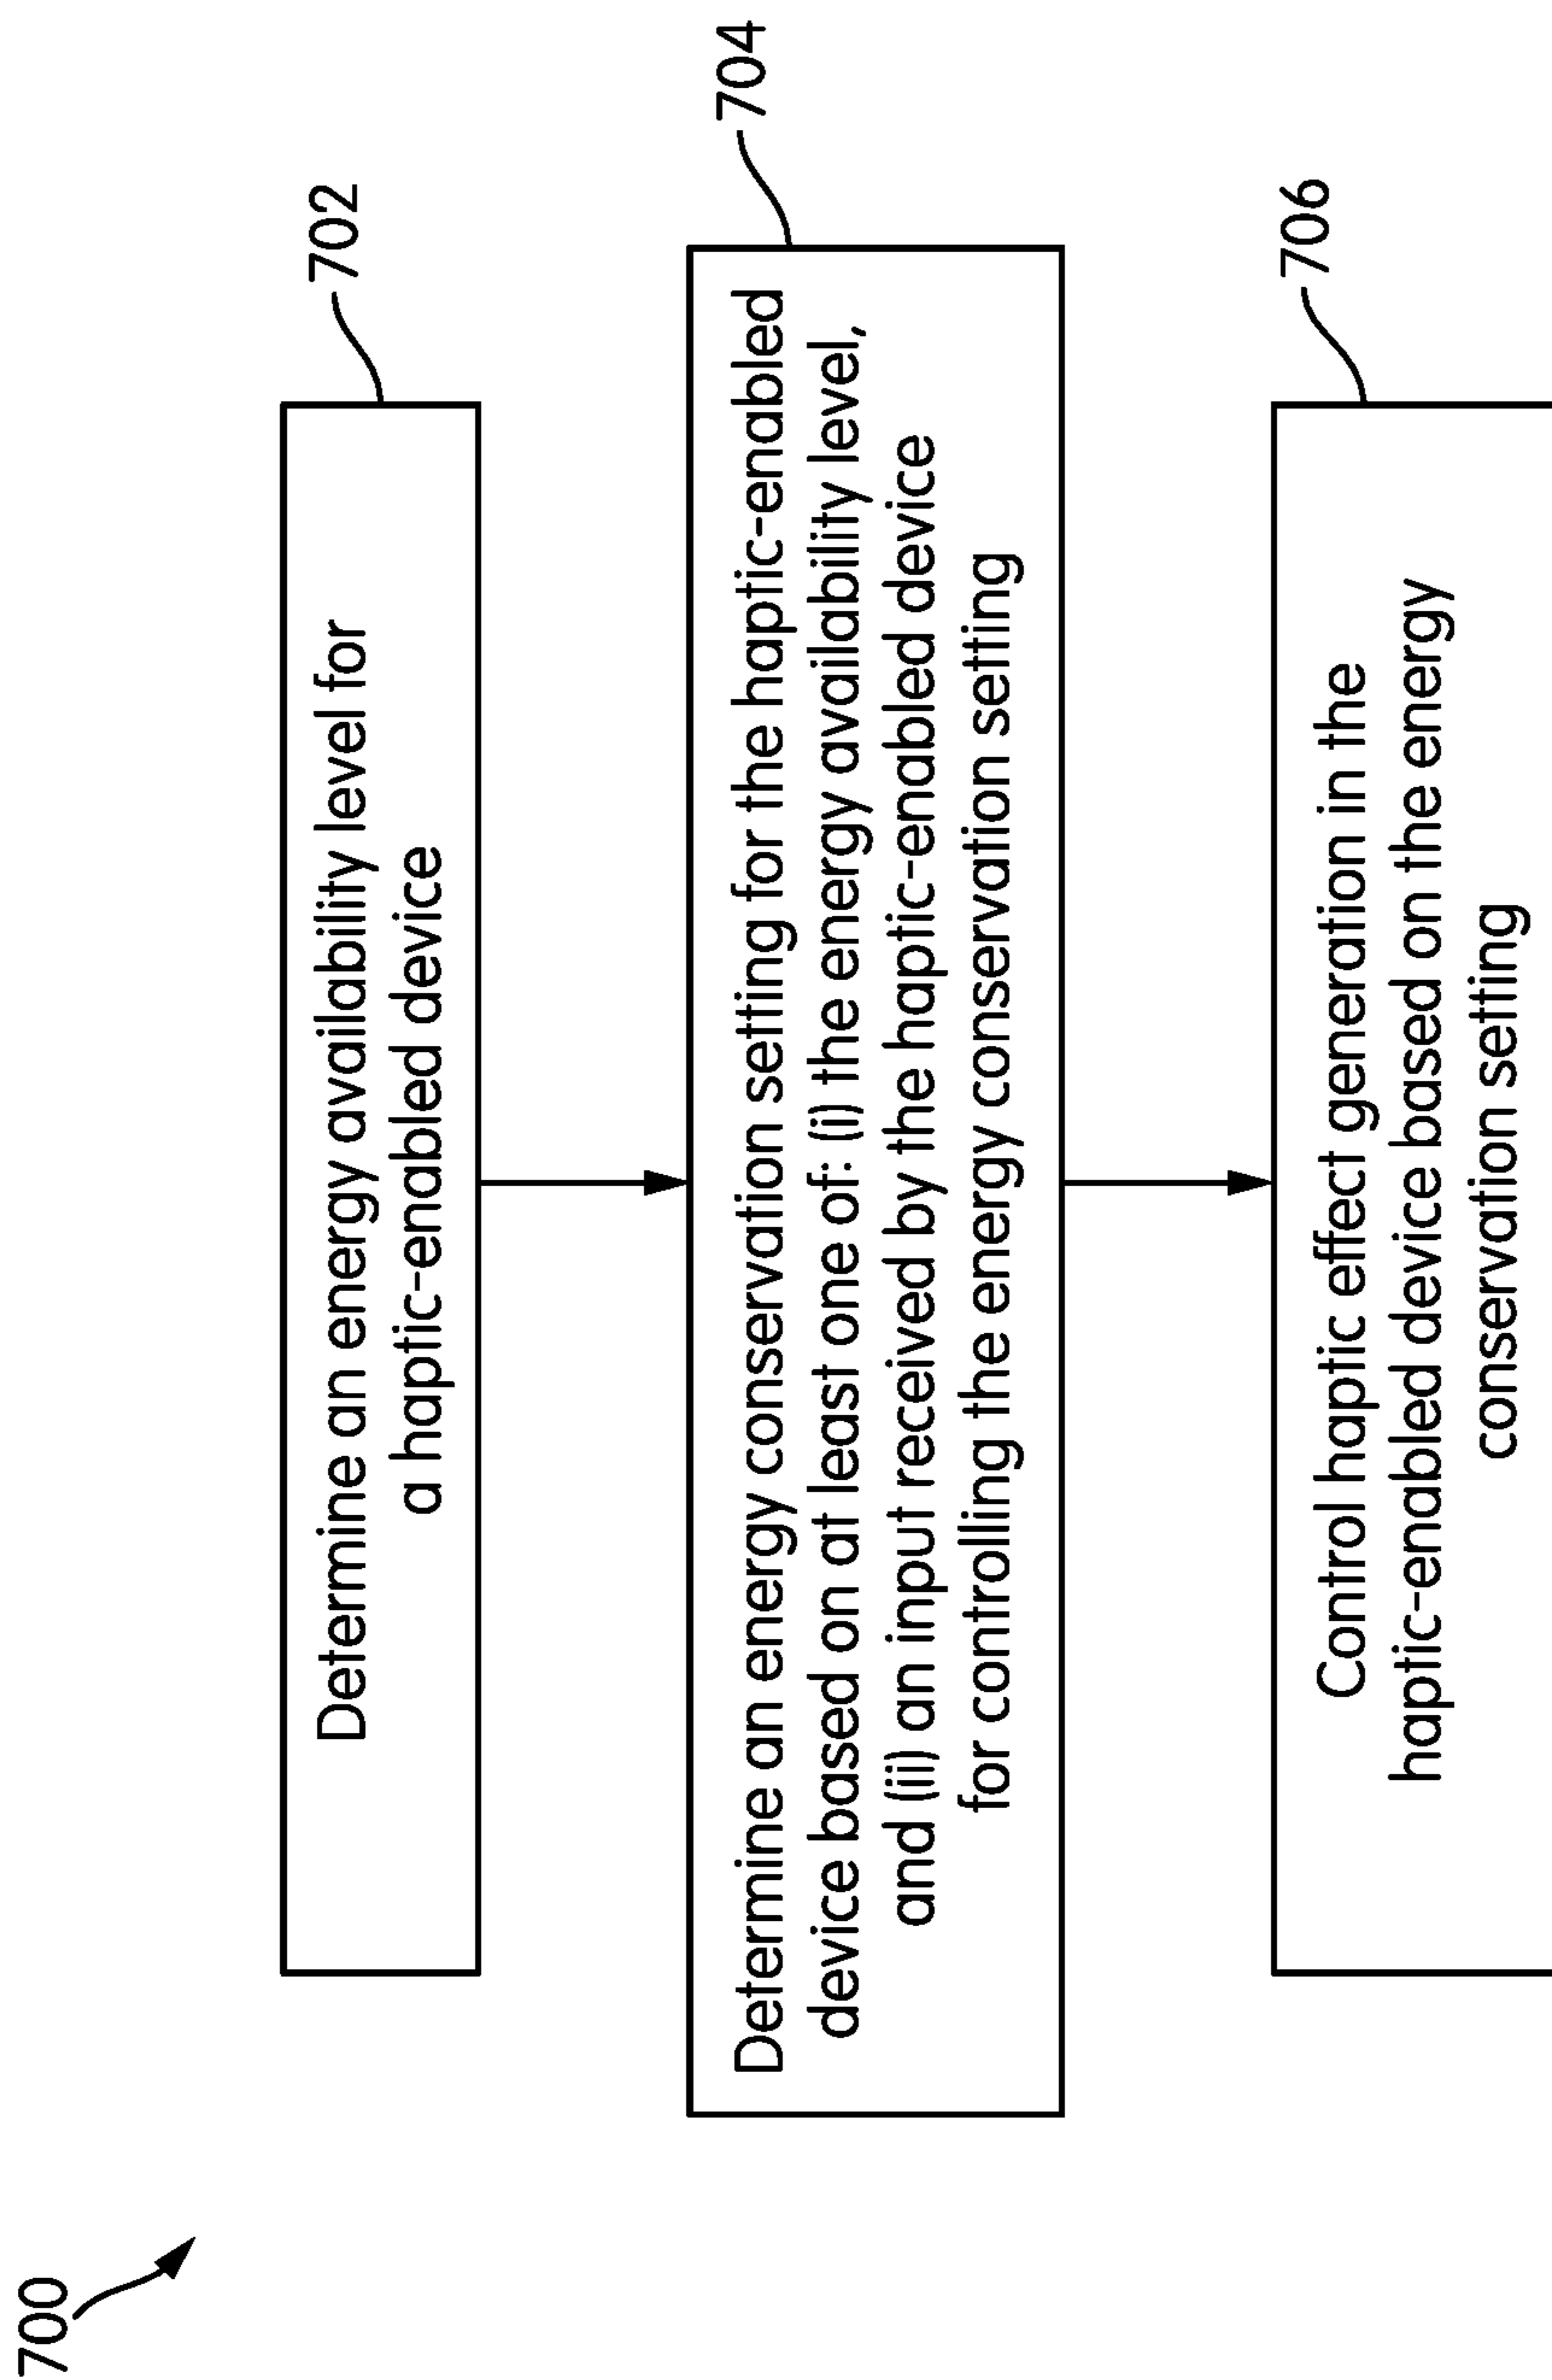 700
702
Determine an energy availability level for
a haptic-enabled device
704
Determine an energy conservation setting for the haptic-enabled
device based on at least one of: (i) the energy availability level,
and (ii) an input received by the haptic-enabled device
for controlling the energy conservation setting
706
Control haptic effect generation in the
haptic-enabled device based on the energy
conservation setting